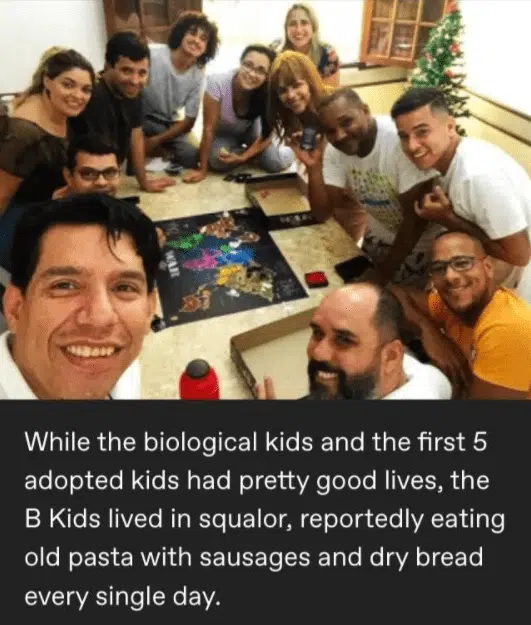 WAR
While the biological kids and the first 5
adopted kids had pretty good lives, the
B Kids lived in squalor, reportedly eating
old pasta with sausages and dry bread
every single day.